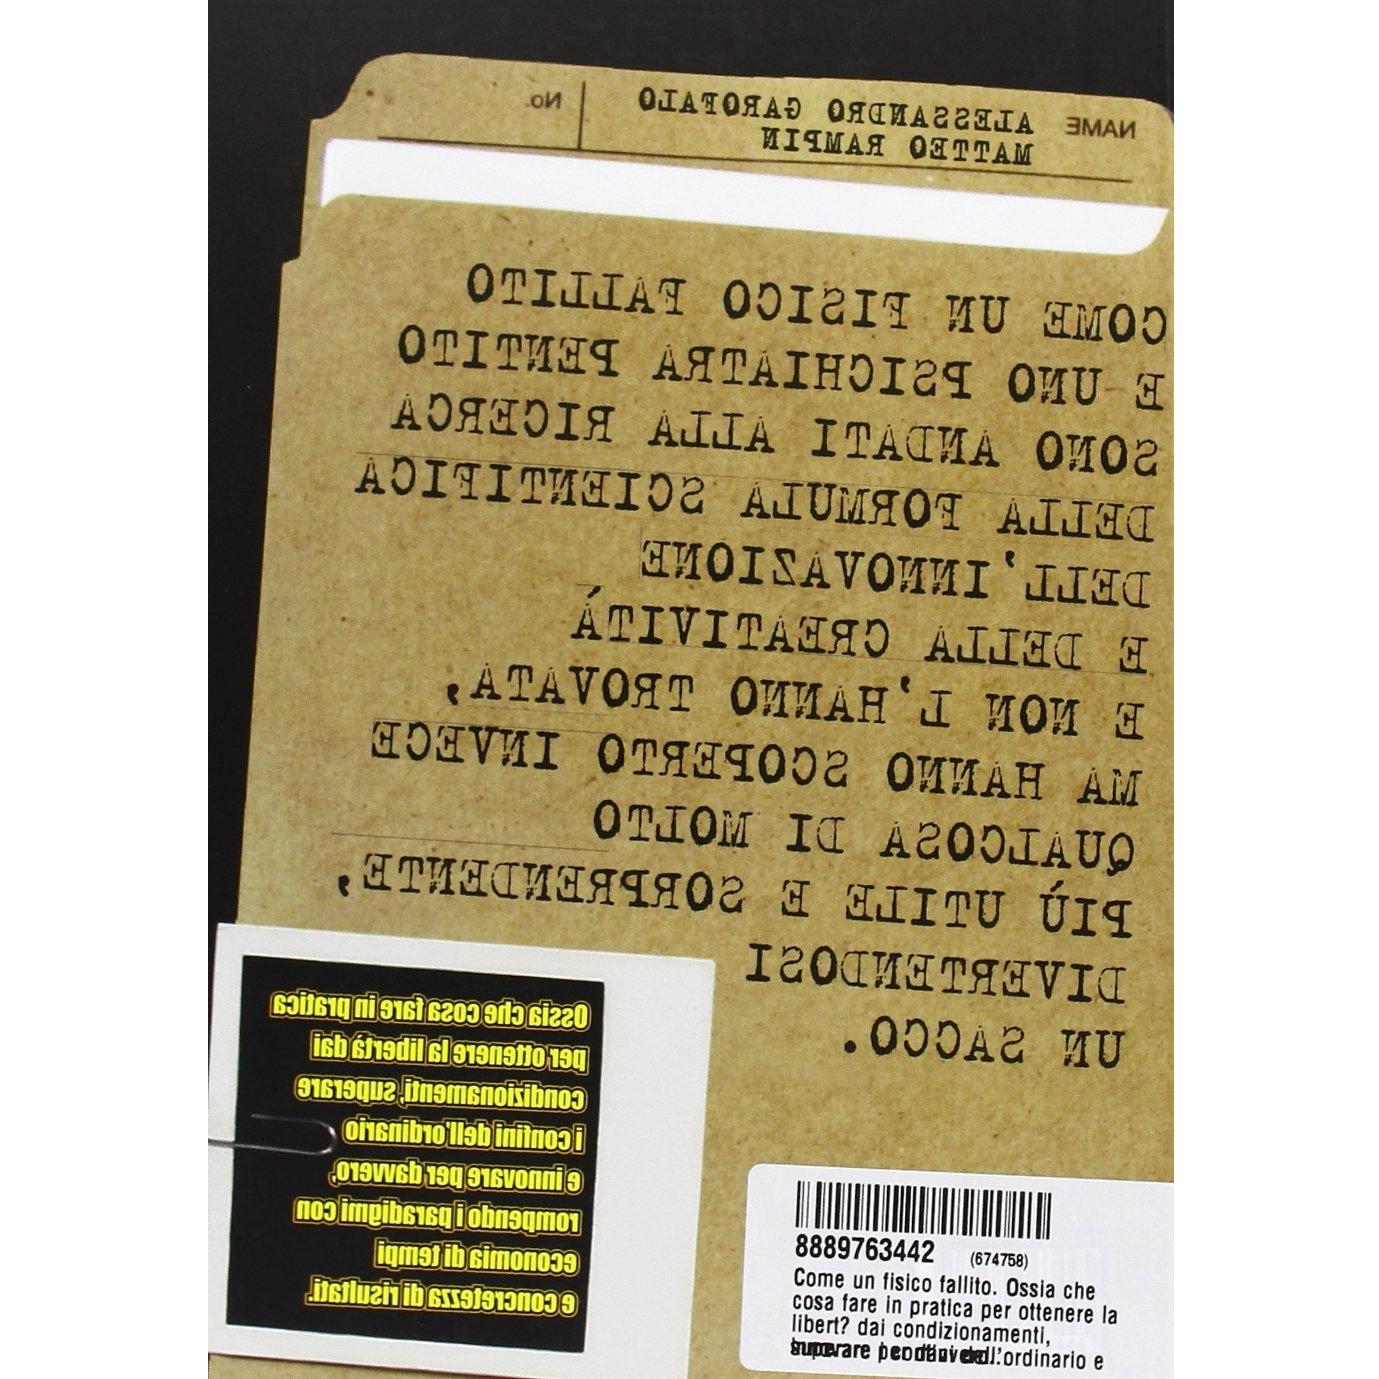 NAME ALESSANDRO GAROFALO No.
MATTEO RAMPIN
COME UN FISICO FALLITO
E UNO PSICHIATRA PENTITO
SONO ANDATI ALLA RICERCA
DELLA FORMULA SCIENTIFICA
DELL'INNOVAZIONE
E DELLA CREATIVITÁ
E NON L'HANNO TROVATA,
MA HANNO SCOPERTO INVECE
QUALCOSA DI MOLTO
PIÚ UTILE E SORPRENDENTE,
DIVERTENDOSI
UN SACCO.
Ossia che cosa fare in pratica
per ottenere la libertà dai
condizionamenti, superare
i confini dell'ordinario
e innovare per davvero,
rompendo i paradigmi con
economia di tempi
e concretezza di risultati.
8889763442 (674758)
Come un fisico fallito. Ossia che
cosa fare in pratica per ottenere la
libert? dai condizionamenti,
ordinario e